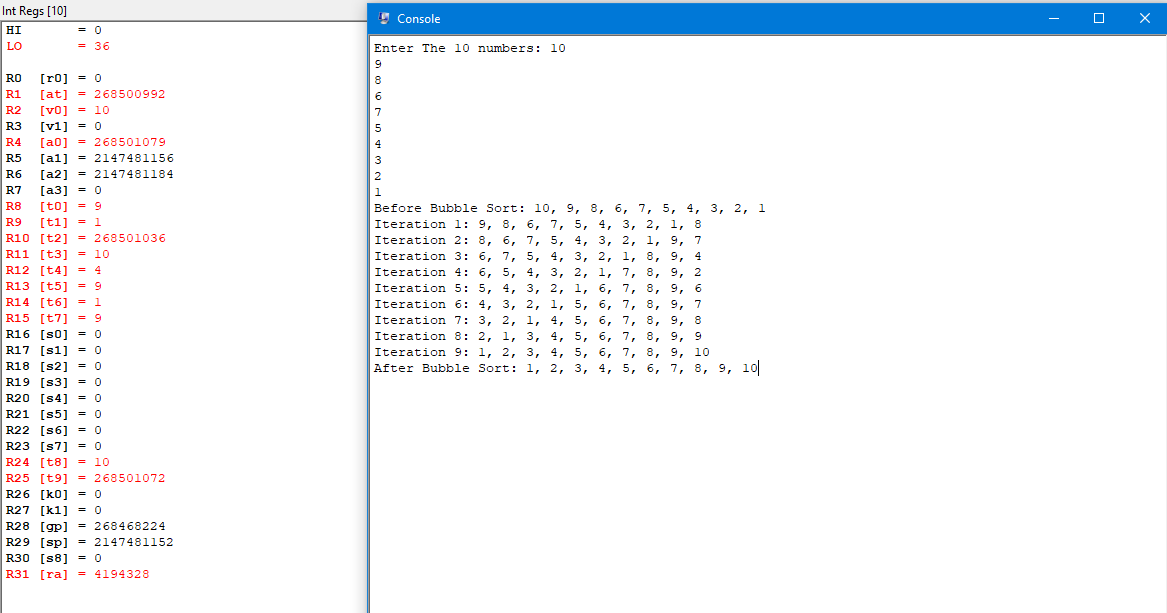 Int Regs [10]
HI       = 0
LO       = 36
R0  [r0] = 0
R1  [at] = 268500992
R2  [v0] = 10
R3  [v1] = 0
R4  [a0] = 268501079
R5  [a1] = 2147481156
R6  [a2] = 2147481184
R7  [a3] = 0
R8  [t0] = 9
R9  [t1] = 1
R10 [t2] = 268501036
R11 [t3] = 10
R12 [t4] = 4
R13 [t5] = 9
R14 [t6] = 1
R15 [t7] = 9
R16 [s0] = 0
R17 [s1] = 0
R18 [s2] = 0
R19 [s3] = 0
R20 [s4] = 0
R21 [s5] = 0
R22 [s6] = 0
R23 [s7] = 0
R24 [t8] = 10
R25 [t9] = 268501072
R26 [k0] = 0
R27 [k1] = 0
R28 [gp] = 268468224
R29 [sp] = 2147481152
R30 [s8] = 0
R31 [ra] = 4194328
Console
Enter The 10 numbers: 10
9
8
6
7
5
4
3
2
1
Before Bubble Sort: 10, 9, 8, 6, 7, 5, 4, 3, 2, 1
Iteration 1: 9, 8, 6, 7, 5, 4, 3, 2, 1, 8
Iteration 2: 8, 6, 7, 5, 4, 3, 2, 1, 9, 7
Iteration 3: 6, 7, 5, 4, 3, 2, 1, 8, 9, 4
Iteration 4: 6, 5, 4, 3, 2, 1, 7, 8, 9, 2
Iteration 5: 5, 4, 3, 2, 1, 6, 7, 8, 9, 6
Iteration 6: 4, 3, 2, 1, 5, 6, 7, 8, 9, 7
Iteration 7: 3, 2, 1, 4, 5, 6, 7, 8, 9, 8
Iteration 8: 2, 1, 3, 4, 5, 6, 7, 8, 9, 9
Iteration 9: 1, 2, 3, 4, 5, 6, 7, 8, 9, 10
After Bubble Sort: 1, 2, 3, 4, 5, 6, 7, 8, 9, 10